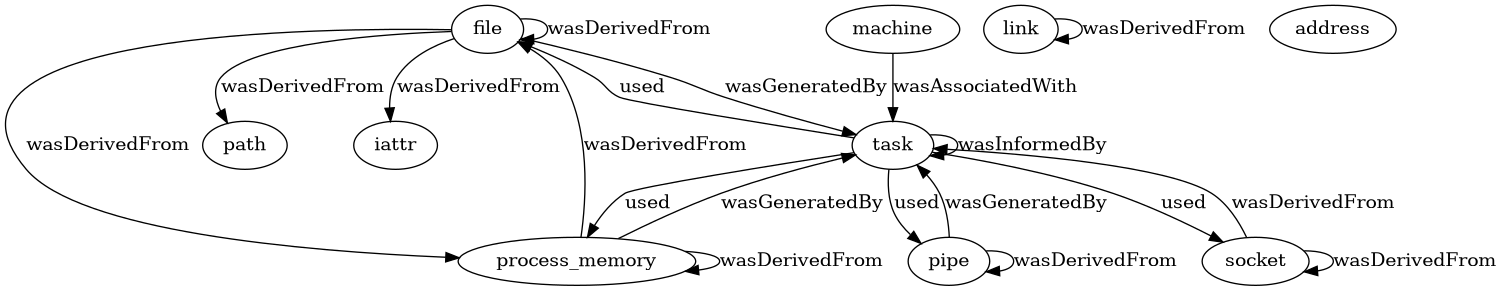 file
wasDerivedFrom
machine
link
wasDerivedFrom
address
wasDerivedFrom
wasDerivedFrom
used
wasGeneratedBy
wasAssociatedWith
wasDerivedFrom
path
iattr
wasDerivedFrom
task
wasInformedBy
used
wasGeneratedBy
used
wasGeneratedBy
used
wasDerivedFrom
process_memory
wasDerivedFrom
pipe
wasDerivedFrom
socket
wasDerivedFrom